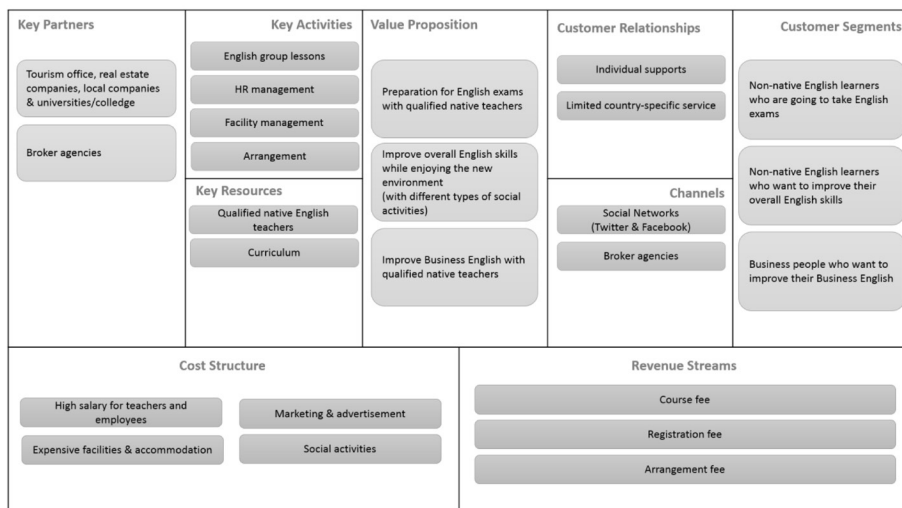 Key Partners
Tourism office, real estate
companies, local companies
& universities/colledge
Broker agencies
Key Activities
English group lessons
HR management
Facility management
Arrangement
Key Resources
Qualified native English
teachers
Curriculum
Value Proposition
Preparation for English exams
with qualified native teachers
Improve overall English skills
while enjoying the new
environment
(with different types of social
activities)
Improve Business English with
qualified native teachers
Customer Relationships
Individual supports
Limited country-specific service
Channels
Social Networks
(Twitter & Facebook)
Broker agencies
Customer Segments
Non-native English learners
who are going to take English
exams
Non-native English learners
who want to improve their
overall English skills
Business people who want to
improve their Business English
Cost Structure
High salary for teachers and
employees
Marketing & advertisement
Expensive facilities & accommodation
Social activities
Revenue Streams
Course fee
Registration fee
Arrangement fee